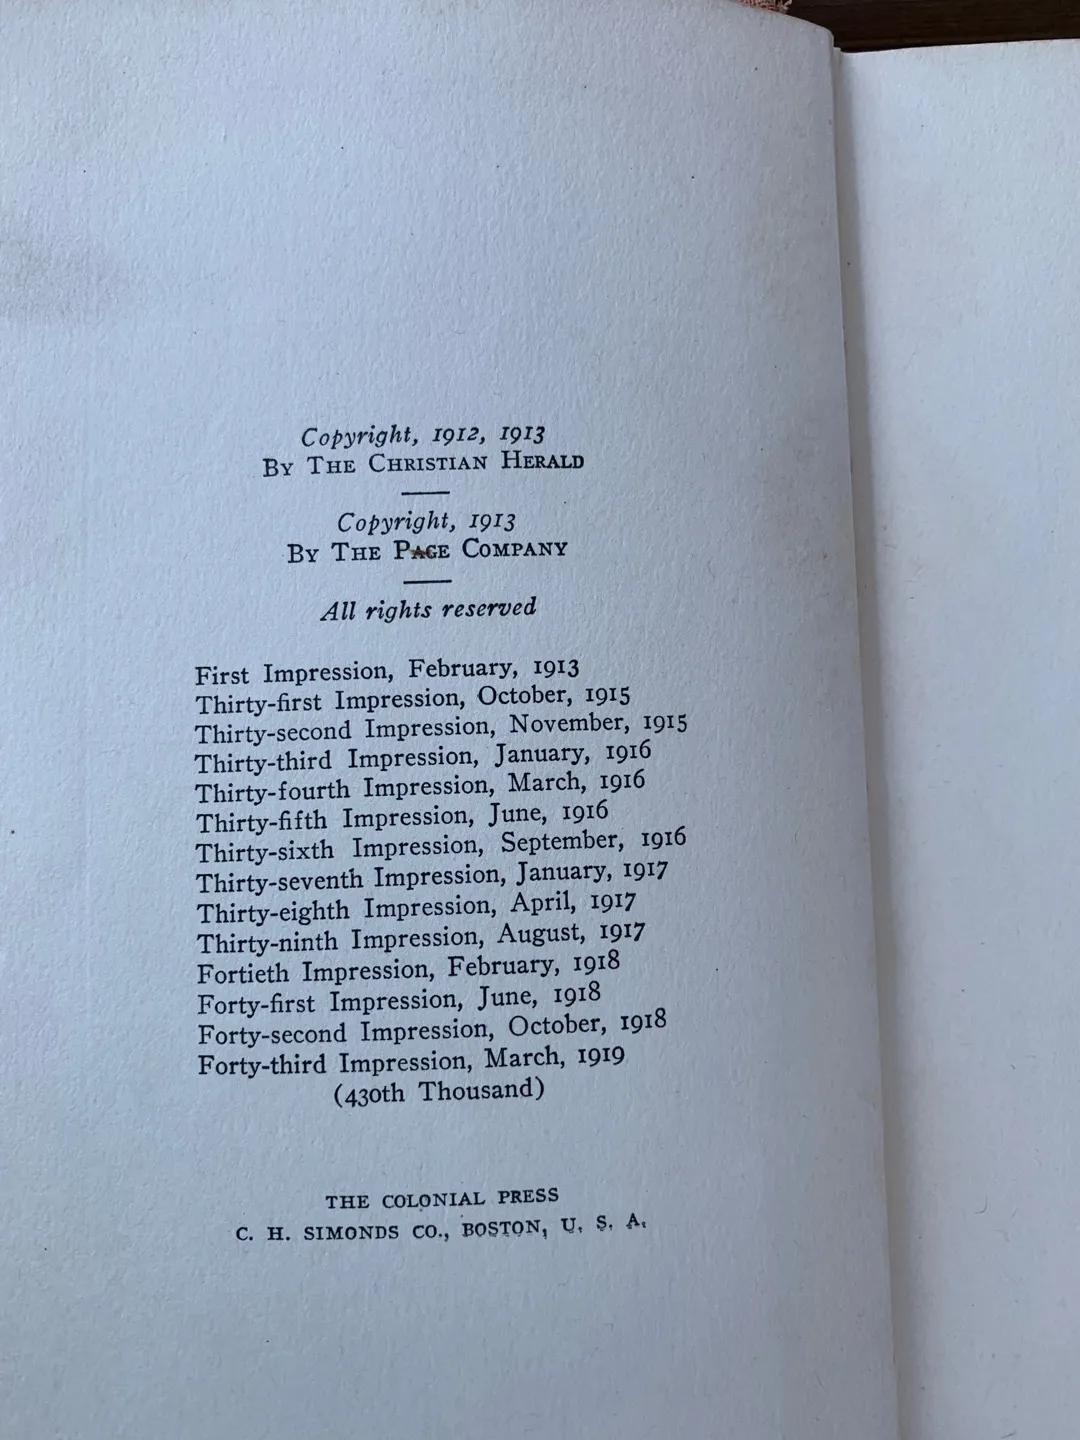 Copyright, 1912, 1913
BY THE CHRISTIAN HERALD
Copyright, 1913
BY THE PAGE COMPANY
All rights reserved
First Impression, February, 1913
Thirty-first Impression, October, 1915
Thirty-second Impression, November, 1915
Thirty-third Impression, January, 1916
Thirty-fourth Impression, March, 1916
Thirty-fifth Impression, June, 1916
Thirty-sixth Impression, September, 1916
Thirty-seventh Impression, January, 1917
Thirty-eighth Impression, April, 1917
Thirty-ninth Impression, August, 1917
Fortieth Impression, February, 1918
Forty-first Impression, June, 1918
Forty-second Impression, October, 1918
Forty-third Impression, March, 1919
(430th Thousand)
THE COLONIAL PRESS
C. H. SIMONDS CO., BOSTON, U. S. A.